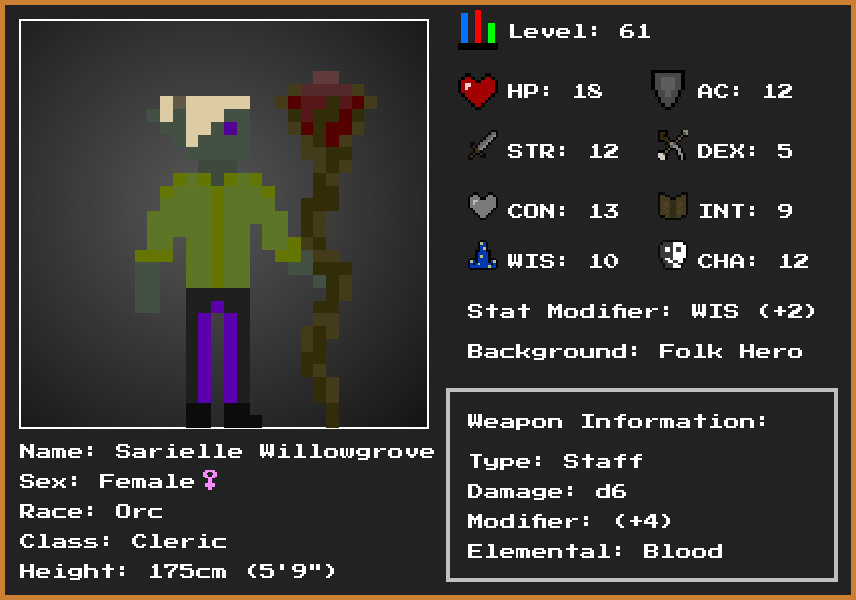 Level: 61
HP: 18
AC: 12
STR: 12
DEX: 5
CON: 13
INT: 9
WIS: 10
CHA: 12
Stat Modifier: WIS (+2)
Background: Folk Hero
Weapon Information:
Type: Staff
Damage: d6
Modifier: (+4)
Elemental: Blood
Name: Sarielle Willowgrove
Sex: Female♀
Race: Orc
Class: Cleric
Height: 175cm (5'9")